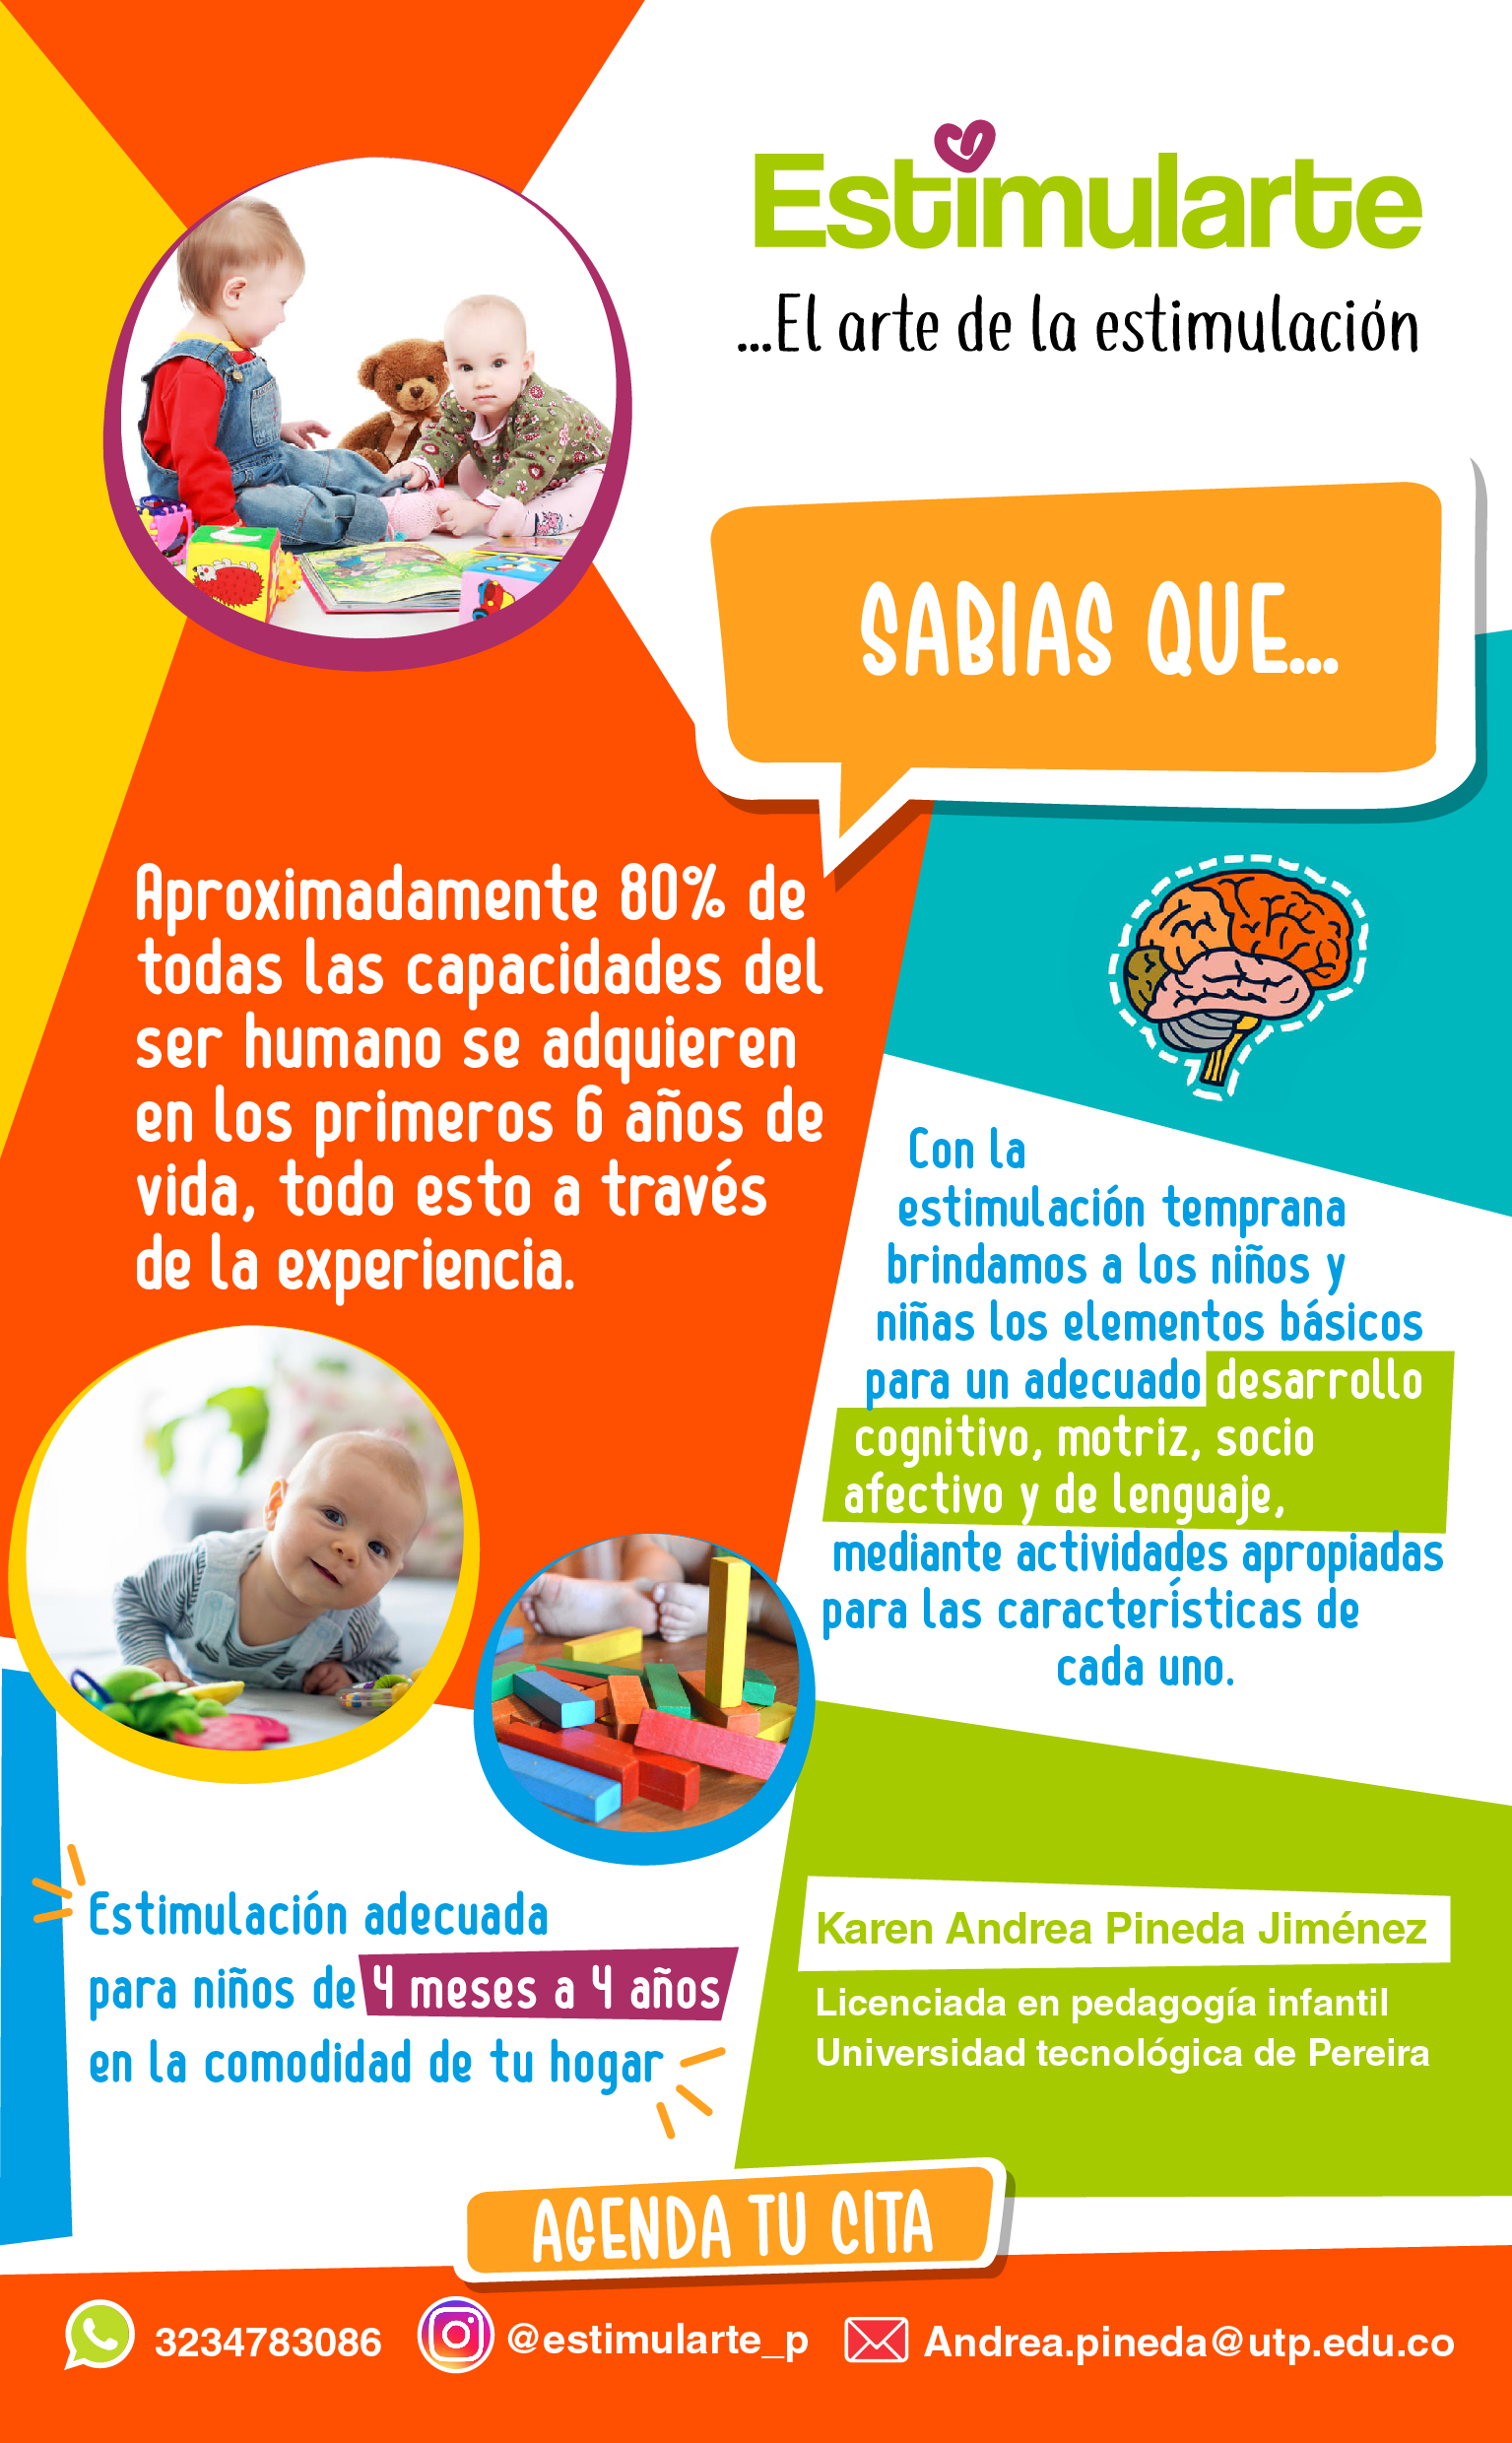 Estimularte
...El arte de la estimulación
SABIAS QUE...
Aproximadamente 80% de
todas las capacidades del
ser humano se adquieren
en los primeros 6 años de
vida, todo esto a través
de la experiencia.
Con la
estimulación temprana
brindamos a los niños y
niñas los elementos básicos
para un adecuado desarrollo
cognitivo, motriz, socio
afectivo y de lenguaje,
mediante actividades apropiadas
para las características de
cada uno.
Estimulación adecuada
para niños de 4 meses a 4 años
en la comodidad de tu hogar
Karen Andrea Pineda Jiménez
Licenciada en pedagogía infantil
Universidad tecnológica de Pereira
AGENDA TU CITA
3234783086
@estimularte_p
Andrea.pineda@utp.edu.co